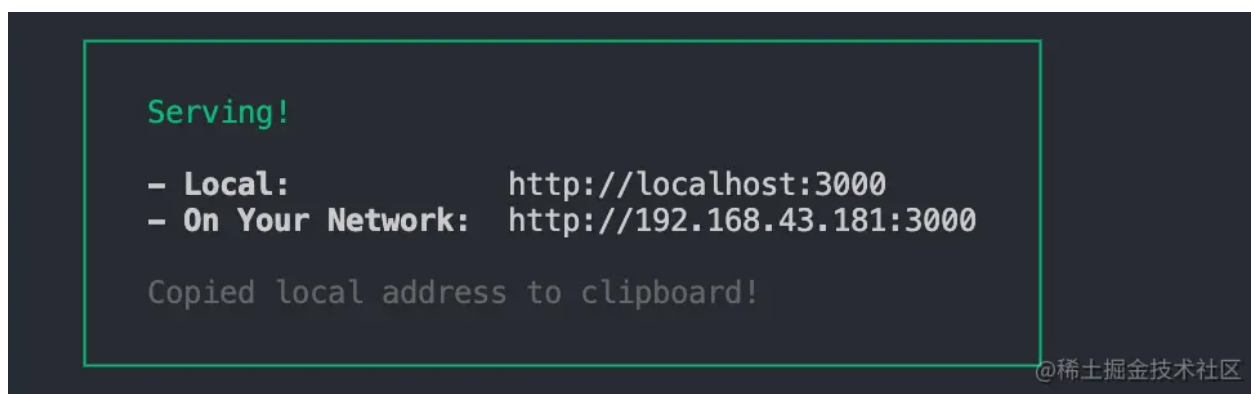 Serving!
- Local: http://localhost:3000
- On Your Network: http://192.168.43.181:3000
Copied local address to clipboard!
@稀土掘金技术社区